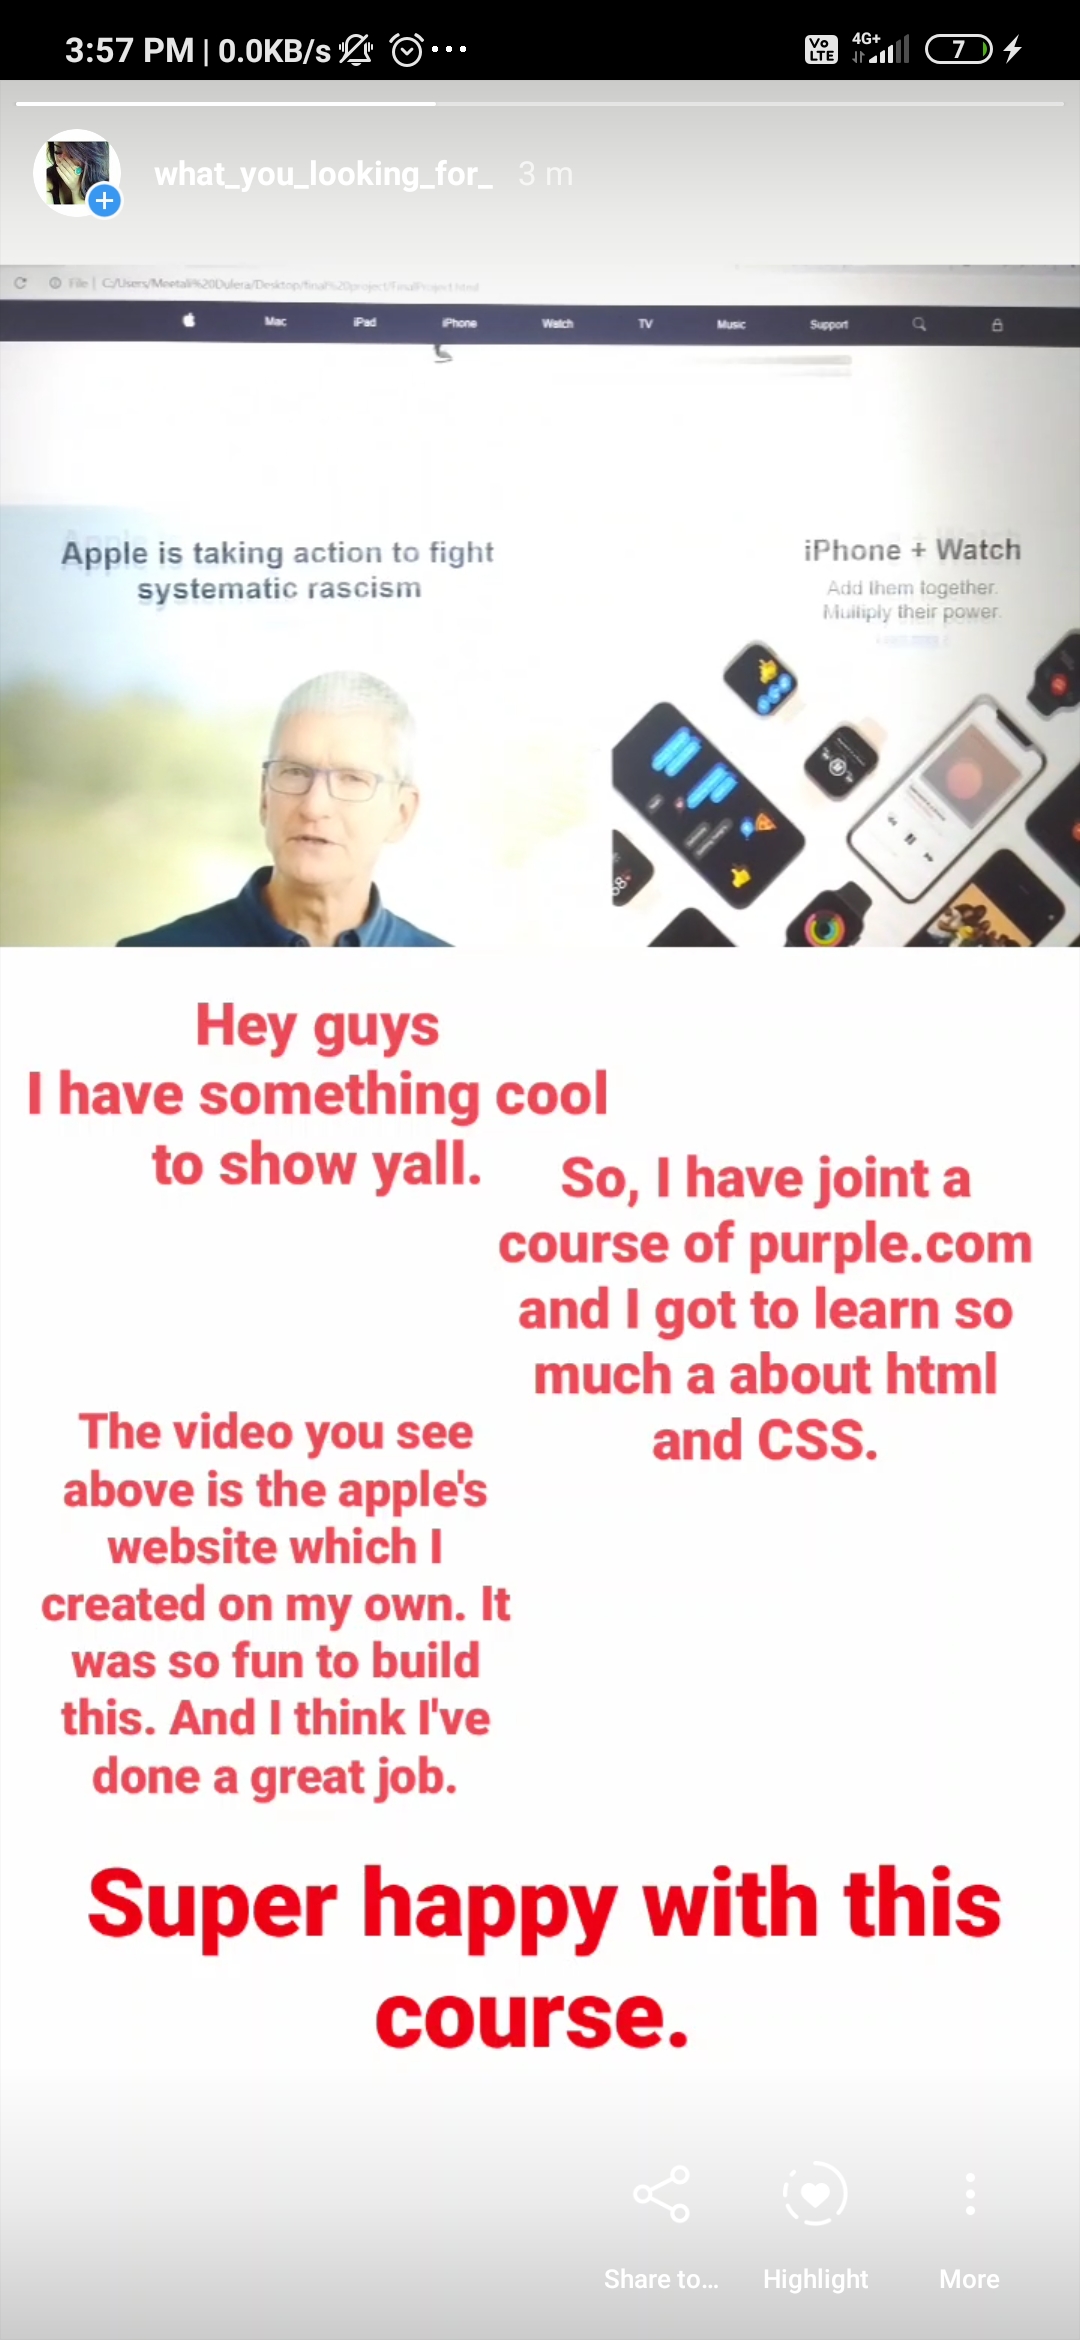 3:57 PM | 0.0KB/s
Vo LTE 4G+ 7
what_you_looking_for_ 3 m
File | C:/Users/Meetali%20Dulera/Desktop/final%20project/FinalProject.html
Mac iPad iPhone Watch TV Music Support
Apple is taking action to fight
systematic rascism
iPhone + Watch
Add them together.
Multiply their power.
Hey guys
I have something cool
to show yall.
So, I have joint a
course of purple.com
and I got to learn so
much a about html
and CSS.
The video you see
above is the apple's
website which I
created on my own. It
was so fun to build
this. And I think I've
done a great job.
Super happy with this
course.
Share to... Highlight More